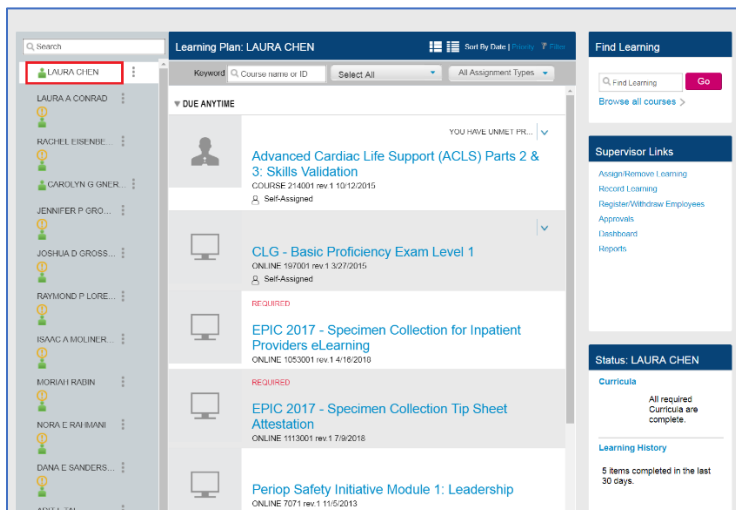 Search
LAURA CHEN
LAURA A CONRAD
RACHEL EISENBE...
CAROLYN G GNER...
JENNIFER P GRO...
JOSHUA D GROSS...
RAYMOND P LORE...
ISAAC A MOLINER...
MORIAH RABIN
NORA E RAHMANI
DANA E SANDERS...
Learning Plan: LAURA CHEN
Sort By Date | Priority ? Filter
Keyword Course name or ID Select All All Assignment Types
DUE ANYTIME
YOU HAVE UNMET PR...
Advanced Cardiac Life Support (ACLS) Parts 2 &
3: Skills Validation
COURSE 214001 rev.1 10/12/2015
Self-Assigned
CLG - Basic Proficiency Exam Level 1
ONLINE 197001 rev.1 3/27/2015
Self-Assigned
REQUIRED
EPIC 2017 - Specimen Collection for Inpatient
Providers eLearning
ONLINE 1053001 rev.1 4/16/2018
REQUIRED
EPIC 2017 - Specimen Collection Tip Sheet
Attestation
ONLINE 1113001 rev.1 7/9/2018
Periop Safety Initiative Module 1: Leadership
ONLINE 7071 rev.1 11/5/2013
Find Learning
Find Learning Go
Browse all courses >
Supervisor Links
Assign/Remove Learning
Record Learning
Register/Withdraw Employees
Approvals
Dashboard
Reports
Status: LAURA CHEN
Curricula
All required
Curricula are
complete.
Learning History
5 items completed in the last
30 days.